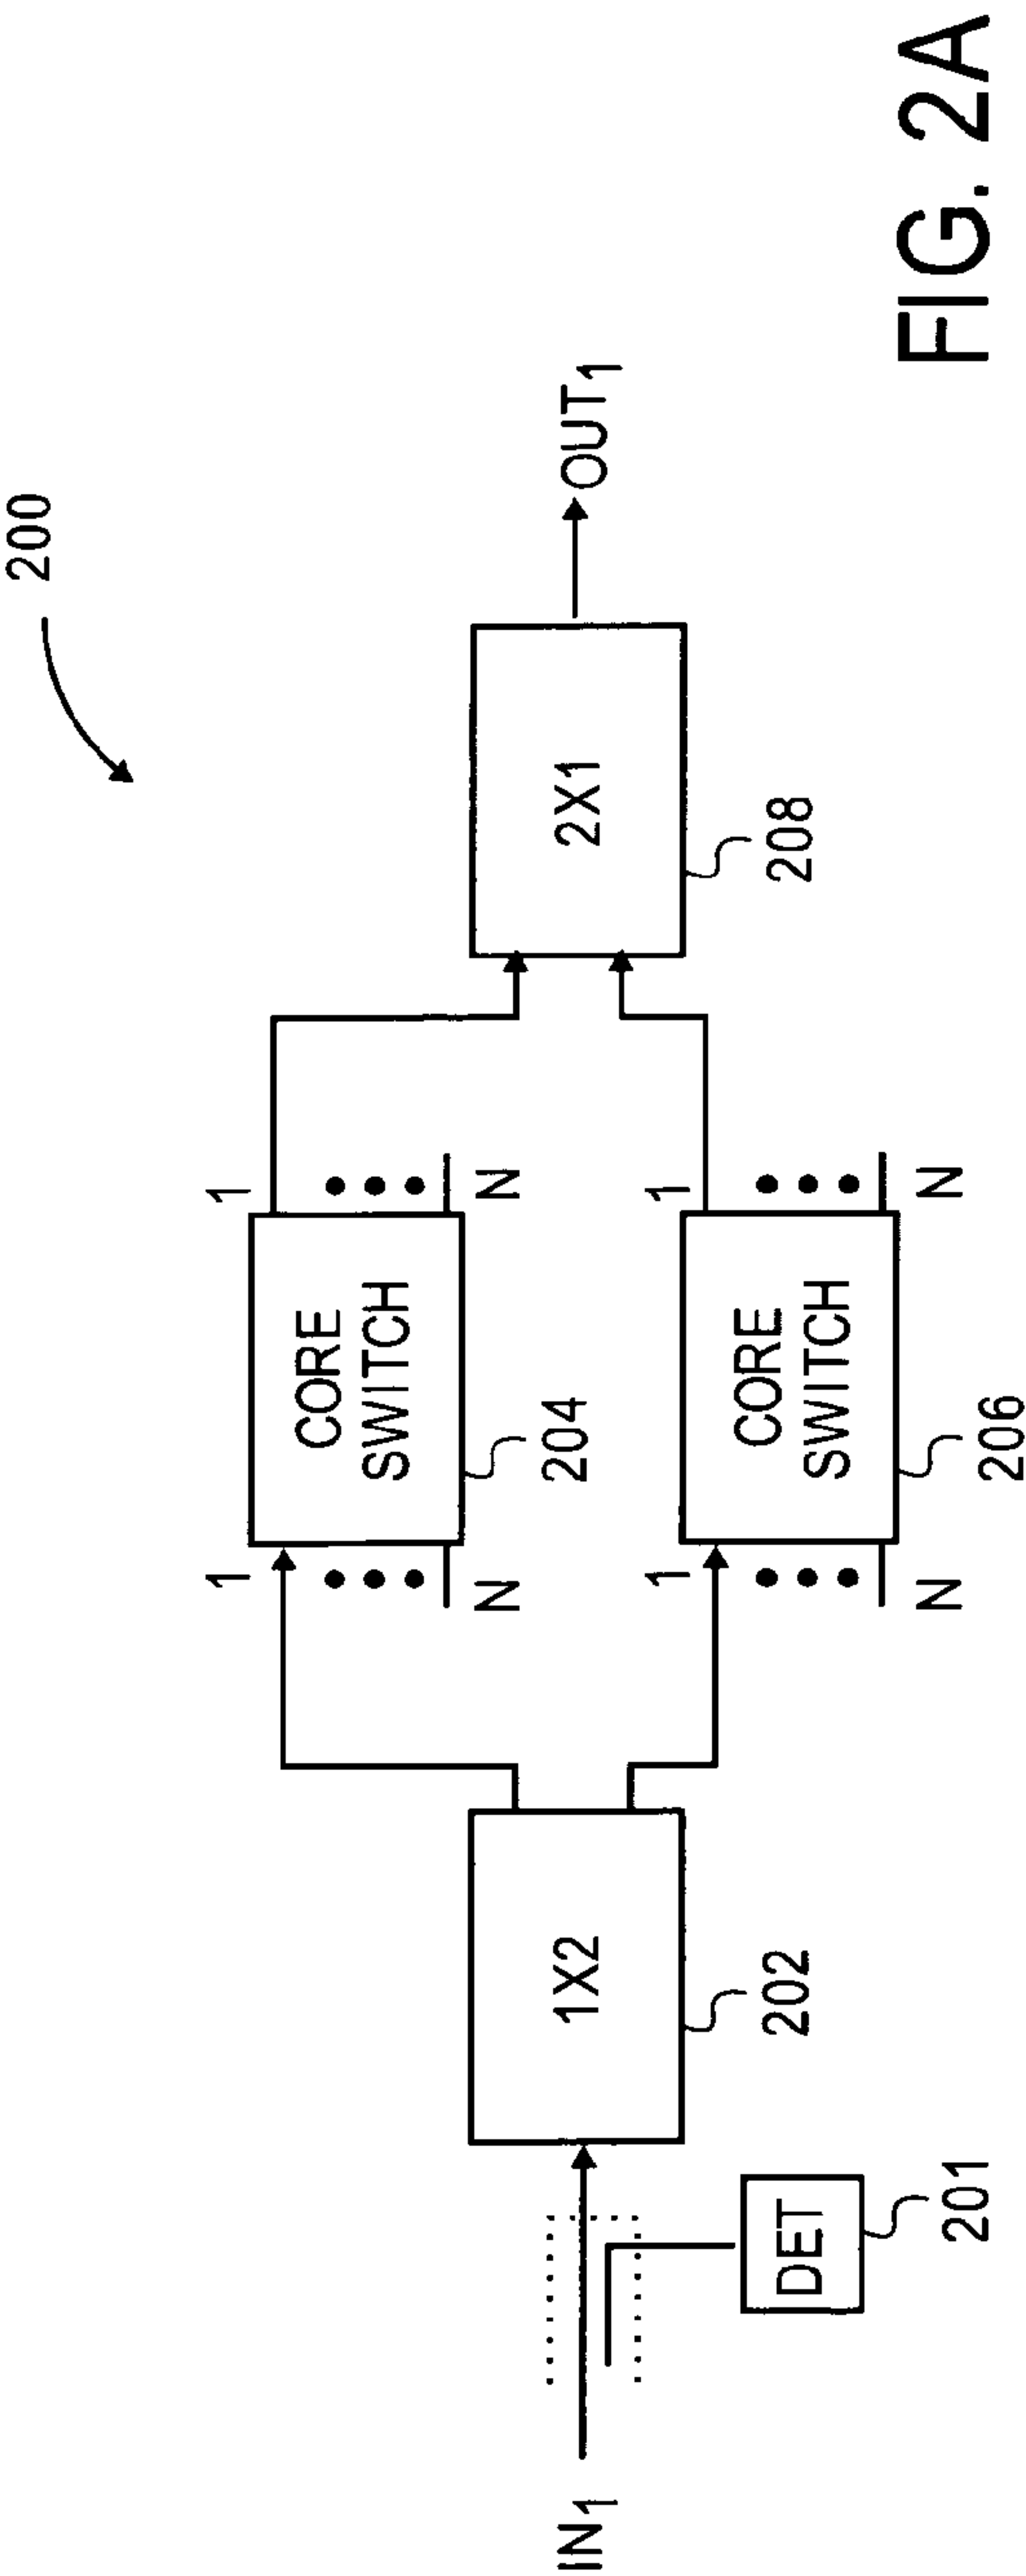 200
1
1
CORE
SWITCH
N
N
204
IN₁
1X2
202
2X1
208
OUT₁
DET
201
1
1
CORE
SWITCH
N
N
206
FIG. 2A